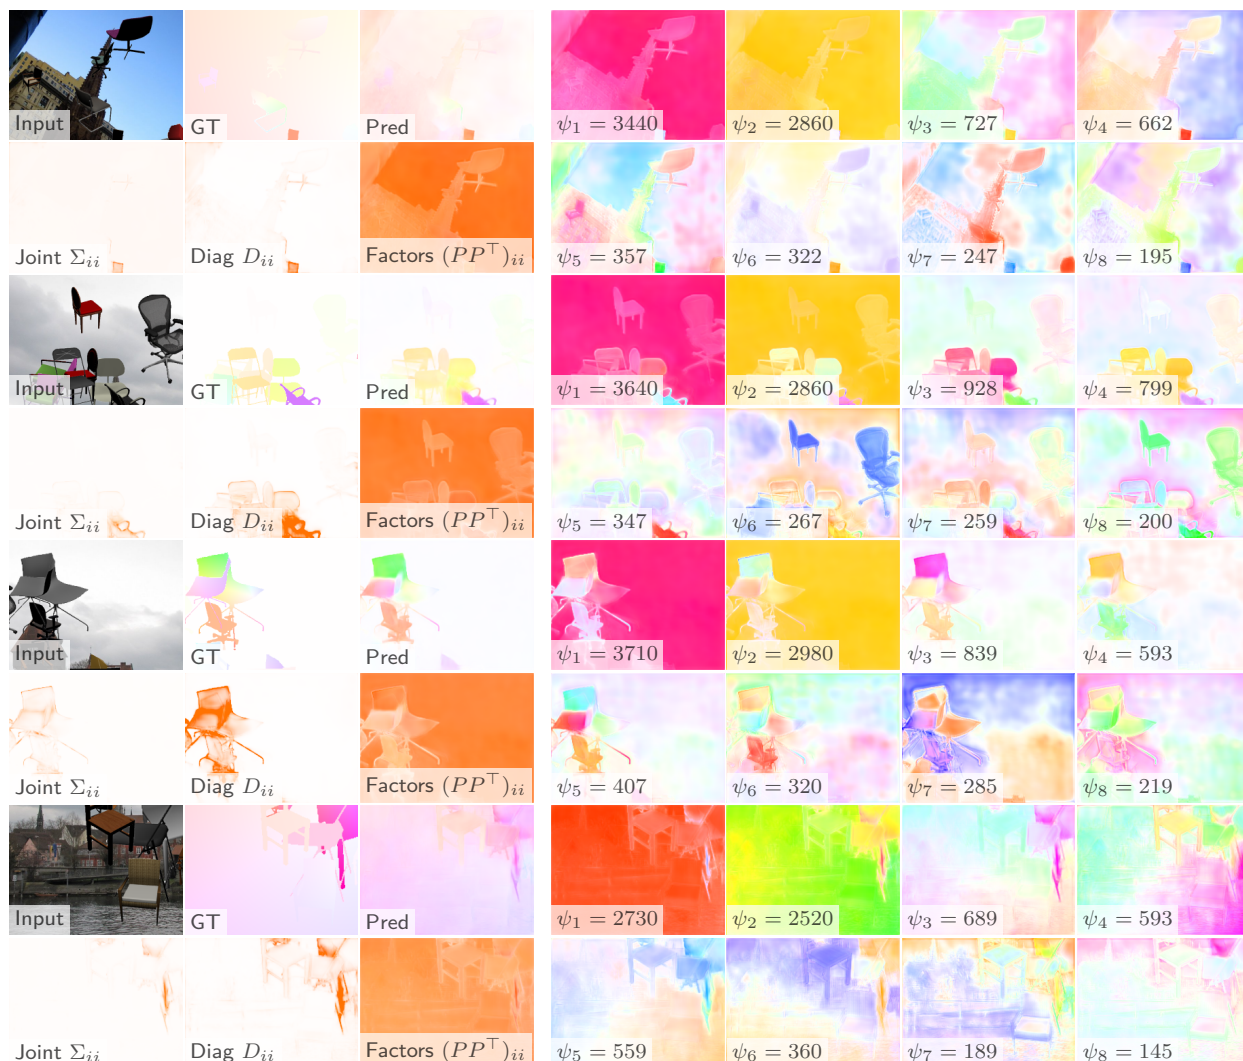 Input GT Pred ψ₁ = 3440 ψ₂ = 2860 ψ₃ = 727 ψ₄ = 662
Joint Σᵢᵢ Diag Dᵢᵢ Factors (PP⊤)ᵢᵢ ψ₅ = 357 ψ₆ = 322 ψ₇ = 247 ψ₈ = 195
Input GT Pred ψ₁ = 3640 ψ₂ = 2860 ψ₃ = 928 ψ₄ = 799
Joint Σᵢᵢ Diag Dᵢᵢ Factors (PP⊤)ᵢᵢ ψ₅ = 347 ψ₆ = 267 ψ₇ = 259 ψ₈ = 200
Input GT Pred ψ₁ = 3710 ψ₂ = 2980 ψ₃ = 839 ψ₄ = 593
Joint Σᵢᵢ Diag Dᵢᵢ Factors (PP⊤)ᵢᵢ ψ₅ = 407 ψ₆ = 320 ψ₇ = 285 ψ₈ = 219
Input GT Pred ψ₁ = 2730 ψ₂ = 2520 ψ₃ = 689 ψ₄ = 593
Joint Σᵢᵢ Diag Dᵢᵢ Factors (PP⊤)ᵢᵢ ψ₅ = 559 ψ₆ = 360 ψ₇ = 189 ψ₈ = 145